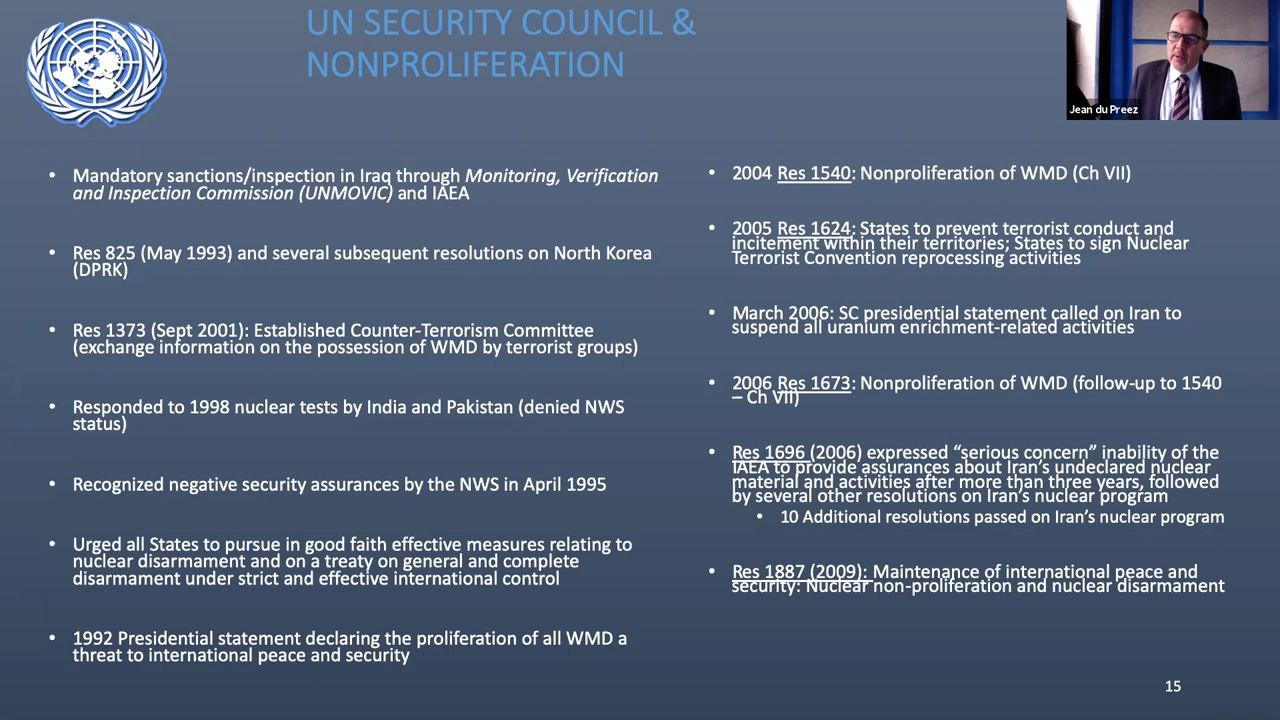 UN SECURITY COUNCIL &
NONPROLIFERATION
Jean du Preez
• Mandatory sanctions/inspection in Iraq through Monitoring, Verification
and Inspection Commission (UNMOVIC) and IAEA
• Res 825 (May 1993) and several subsequent resolutions on North Korea
(DPRK)
• Res 1373 (Sept 2001): Established Counter-Terrorism Committee
(exchange information on the possession of WMD by terrorist groups)
• Responded to 1998 nuclear tests by India and Pakistan (denied NWS
status)
• Recognized negative security assurances by the NWS in April 1995
• Urged all States to pursue in good faith effective measures relating to
nuclear disarmament and on a treaty on general and complete
disarmament under strict and effective international control
• 1992 Presidential statement declaring the proliferation of all WMD a
threat to international peace and security
• 2004 Res 1540: Nonproliferation of WMD (Ch VII)
• 2005 Res 1624: States to prevent terrorist conduct and
incitement within their territories; States to sign Nuclear
Terrorist Convention reprocessing activities
• March 2006: SC presidential statement called on Iran to
suspend all uranium enrichment-related activities
• 2006 Res 1673: Nonproliferation of WMD (follow-up to 1540
– Ch VII)
• Res 1696 (2006) expressed “serious concern” inability of the
IAEA to provide assurances about Iran’s undeclared nuclear
material and activities after more than three years, followed
by several other resolutions on Iran’s nuclear program
• 10 Additional resolutions passed on Iran’s nuclear program
• Res 1887 (2009): Maintenance of international peace and
security: Nuclear non-proliferation and nuclear disarmament
15